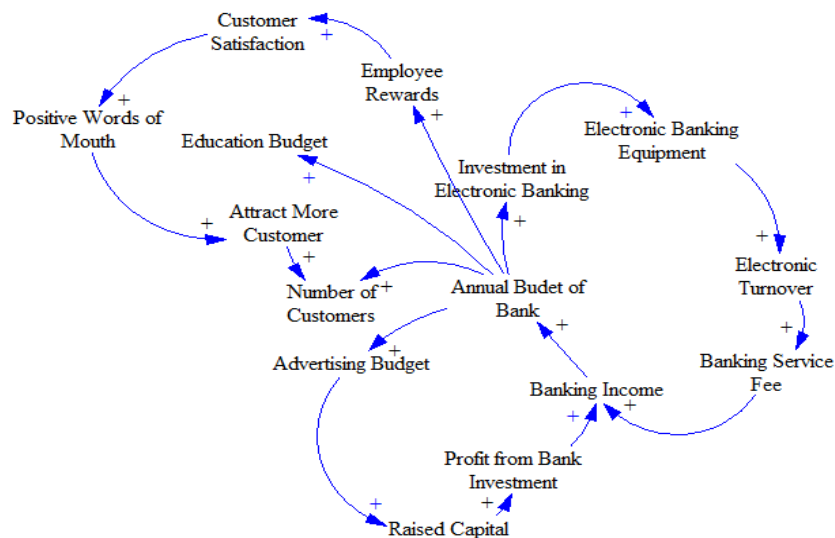 Customer
Satisfaction
+
Employee
Rewards
+
+
Positive Words of
Mouth
Education Budget
+
+
Electronic Banking
Equipment
Investment in
Electronic Banking
+
+
Attract More
Customer
+
+
Electronic
Turnover
Number of
Customers
+
Annual Budet of
Bank
+
+
Advertising Budget
+
Banking Service
Fee
Banking Income
+
+
+
Profit from Bank
Investment
+
+
Raised Capital